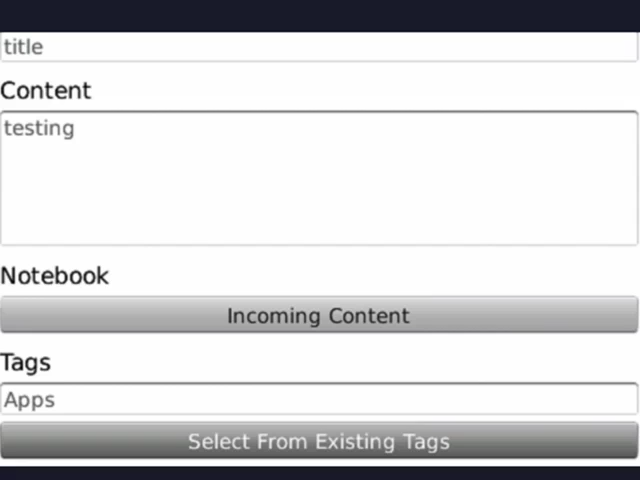 title
Content
testing
Notebook
Incoming Content
Tags
Apps
Select From Existing Tags